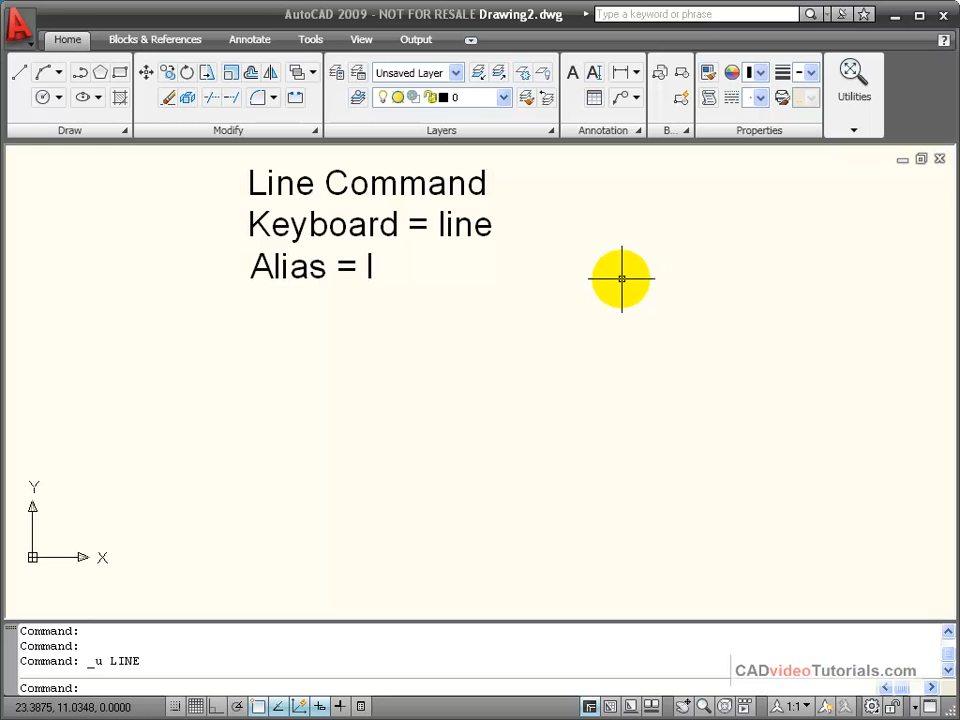 AutoCAD 2009 - NOT FOR RESALE Drawing2.dwg
Type a keyword or phrase
Home Blocks & References Annotate Tools View Output
Unsaved Layer
0
Utilities
Draw Modify Layers Annotation B... Properties
Line Command
Keyboard = line
Alias = l
Y
X
Command:
Command:
Command: _u LINE
CADvideoTutorials.com
Command:
23.3875, 11.0348, 0.0000
1:1